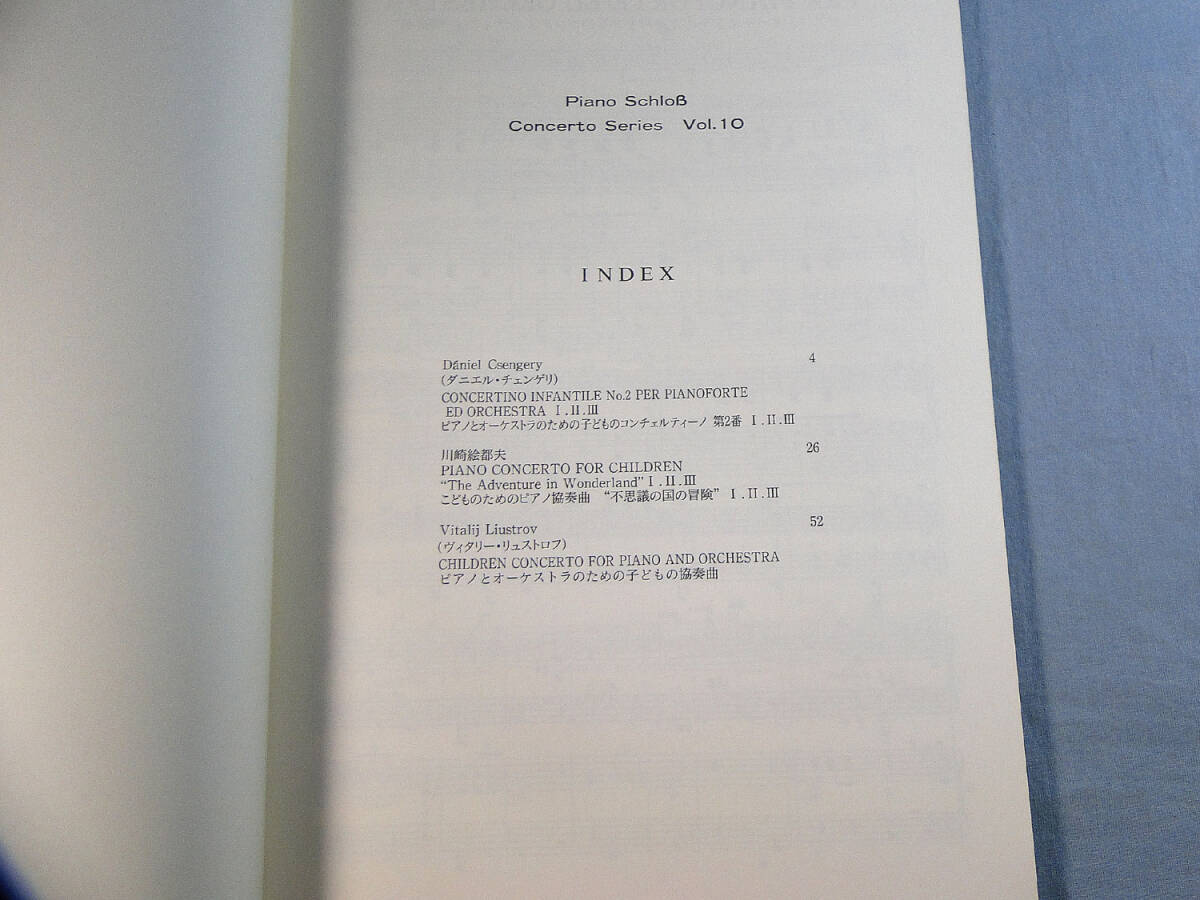 Piano Schloß
Concerto Series Vol.10
INDEX
Dániel Csengery 4
(ダニエル・チェンゲリ)
CONCERTINO INFANTILE No.2 PER PIANOFORTE
ED ORCHESTRA Ⅰ.Ⅱ.Ⅲ
ピアノとオーケストラのための子どものコンチェルティーノ 第2番 Ⅰ.Ⅱ.Ⅲ
川崎絵都夫 26
PIANO CONCERTO FOR CHILDREN
“The Adventure in Wonderland” Ⅰ.Ⅱ.Ⅲ
こどものためのピアノ協奏曲 “不思議の国の冒険” Ⅰ.Ⅱ.Ⅲ
Vitalij Liustrov 52
(ヴィタリー・リュストロフ)
CHILDREN CONCERTO FOR PIANO AND ORCHESTRA
ピアノとオーケストラのための子どもの協奏曲